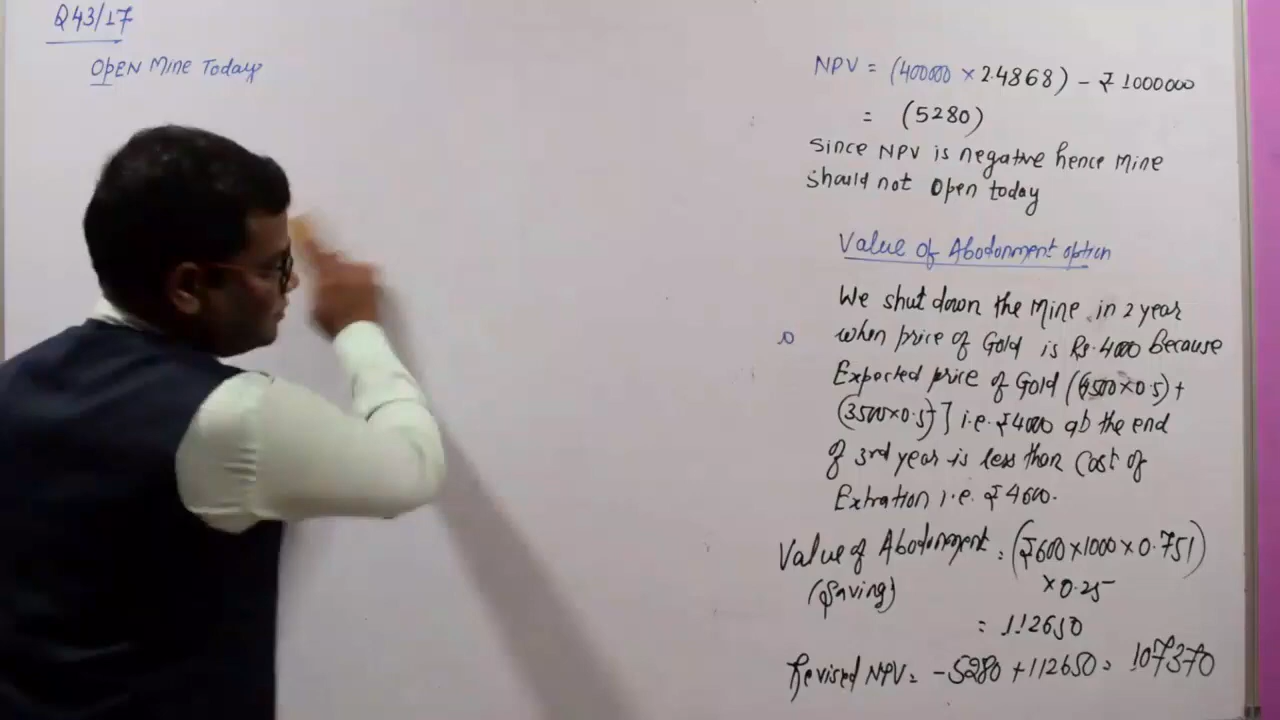 Q43/17
OPEN Mine Today
NPV = (400000 × 2.4868) - ₹ 1000000
= (5280)
Since NPV is negative hence Mine
should not Open today
Value of Abodonment option
We shut down the Mine in 2 year
when price of Gold is Rs. 4000 because
Expected price of Gold ((4500×0.5) +
(3500×0.5)] i.e. ₹4000 ab the end
of 3rd year is less than Cost of
Extration i.e. ₹ 4600.
Value of Abodonment = (₹600×1000×0.751)
(Saving) ×0.25
= 112650
Revised NPV = -5280 + 112650 = 107370